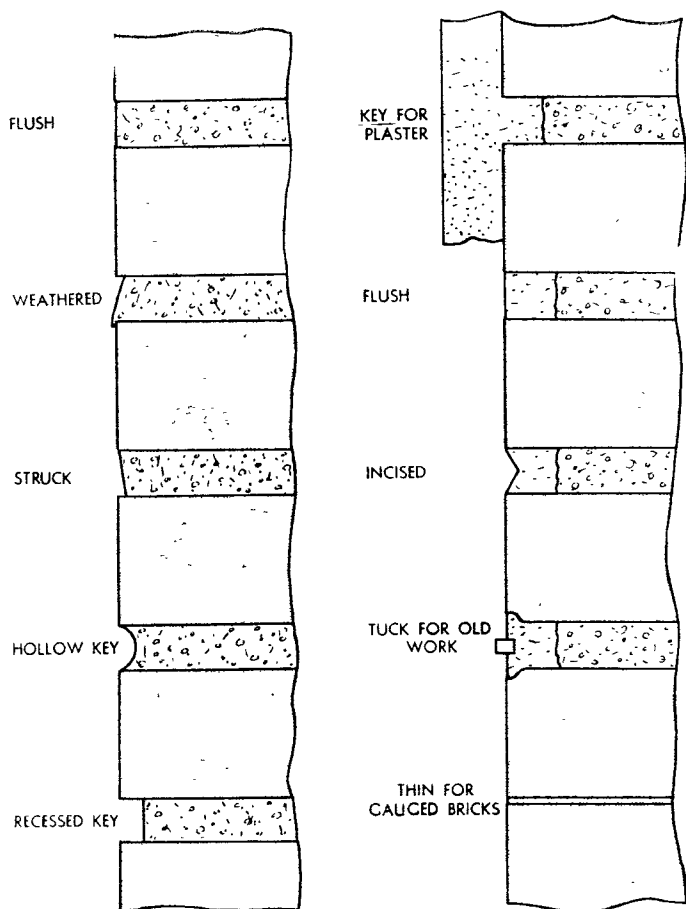 FLUSH
WEATHERED
STRUCK
HOLLOW KEY
RECESSED KEY
KEY FOR
PLASTER
FLUSH
INCISED
TUCK FOR OLD
WORK
THIN FOR
GAUGED BRICKS